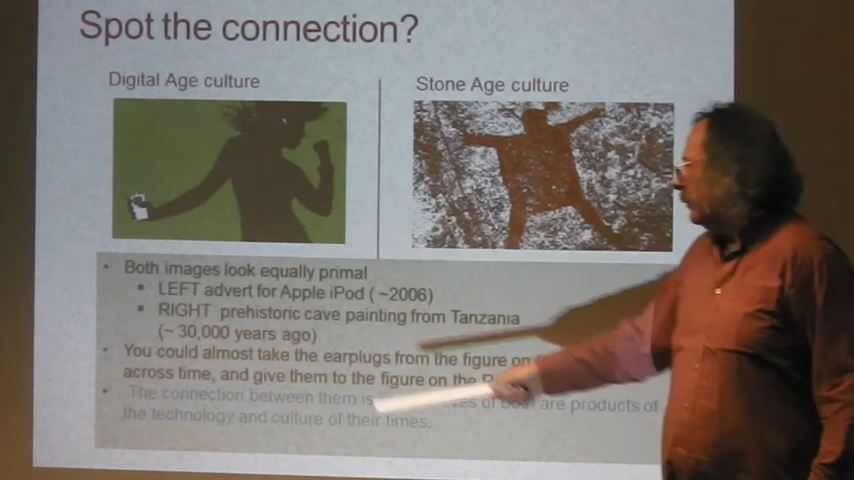 Spot the connection?
Digital Age culture
Stone Age culture
Both images look equally primal
LEFT advert for Apple iPod ( ~2006)
RIGHT prehistoric cave painting from Tanzania
(~ 30,000 years ago)
You could almost take the earplugs from the figure on
across time, and give them to the figure on the
The connection between them is of both are products of
the technology and culture of their times.